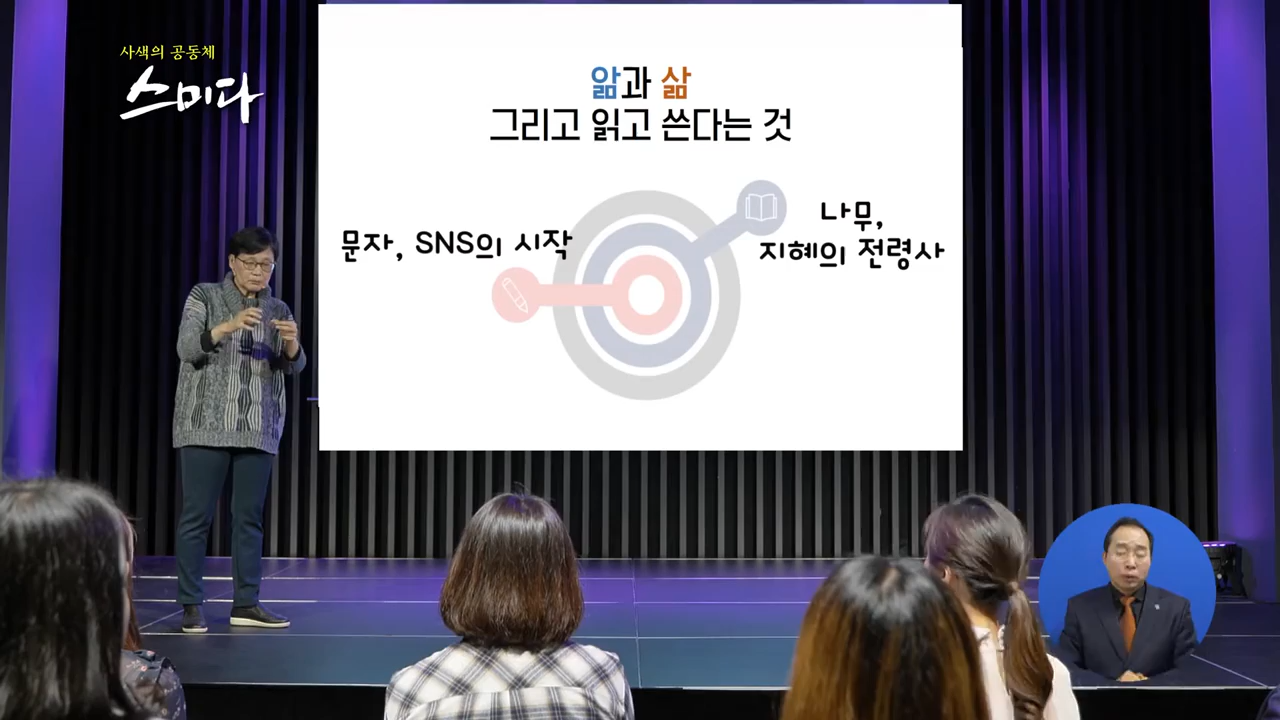 사색의 공동체
스미다
앎과 삶
그리고 읽고 쓴다는 것
문자, SNS의 시작
나무,
지혜의 전령사